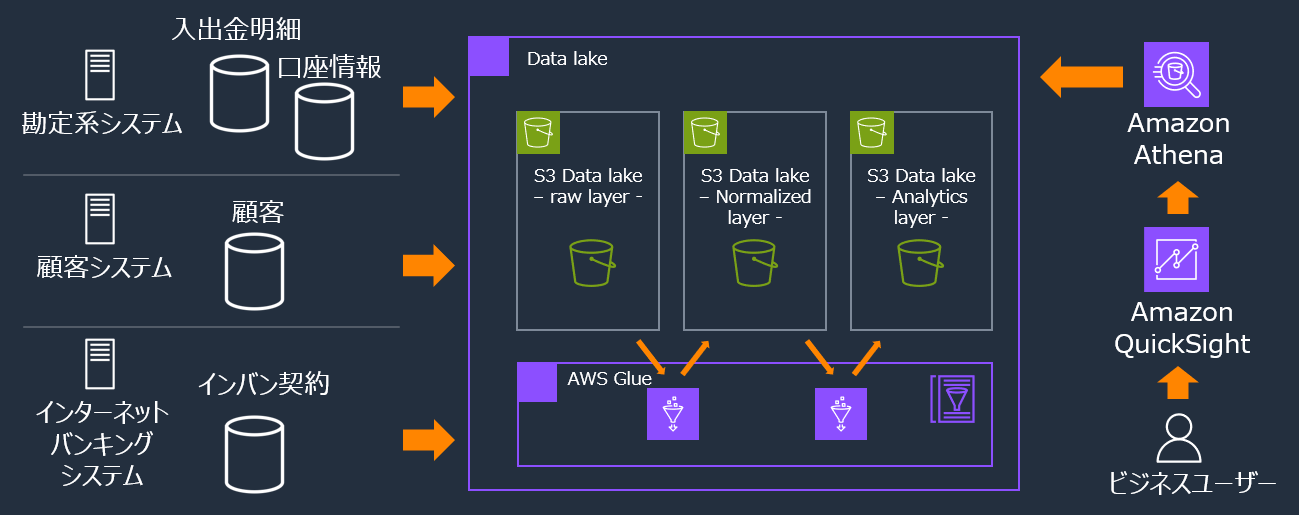 入出金明細
口座情報
勘定系システム
顧客
顧客システム
インバン契約
インターネット
バンキング
システム
Data lake
S3 Data lake
– raw layer -
S3 Data lake
– Normalized
layer -
S3 Data lake
– Analytics
layer -
AWS Glue
Amazon
Athena
Amazon
QuickSight
ビジネスユーザー